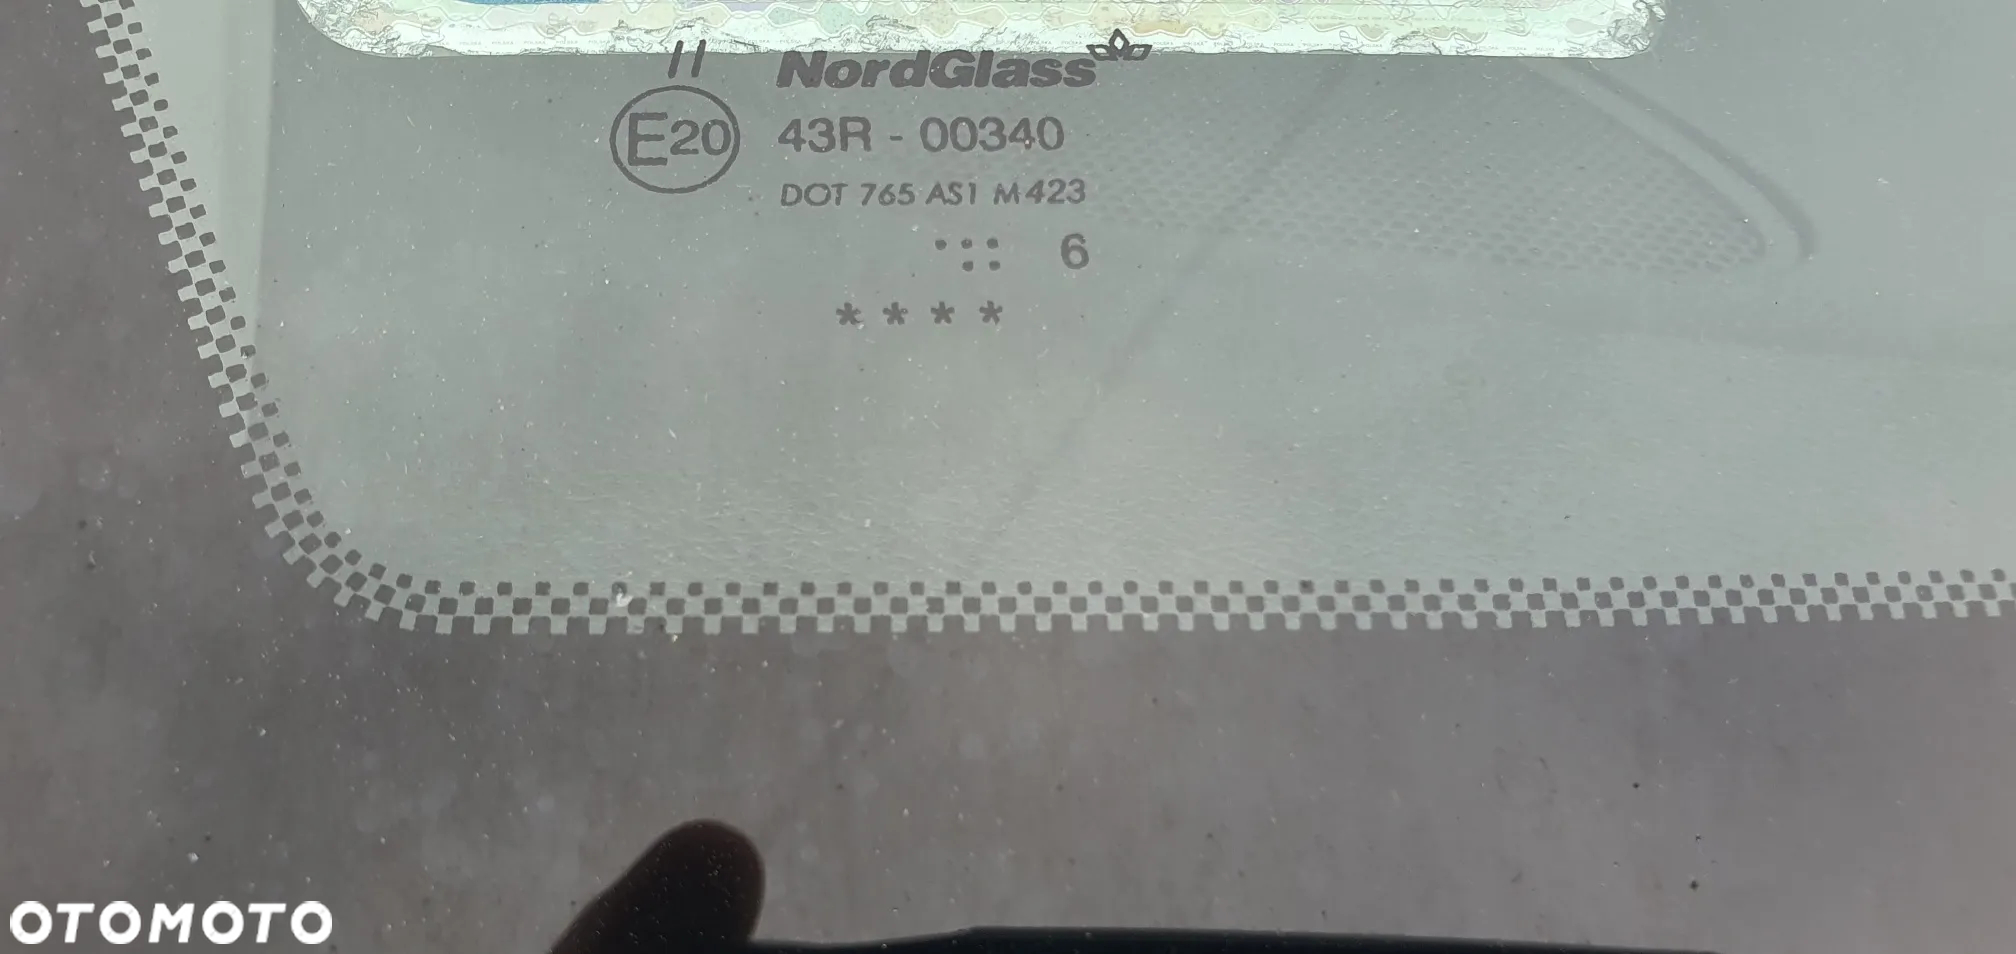 II NordGlass
E20 43R - 00340
DOT 765 AS1 M423
6
* * * *
OTOMOTO